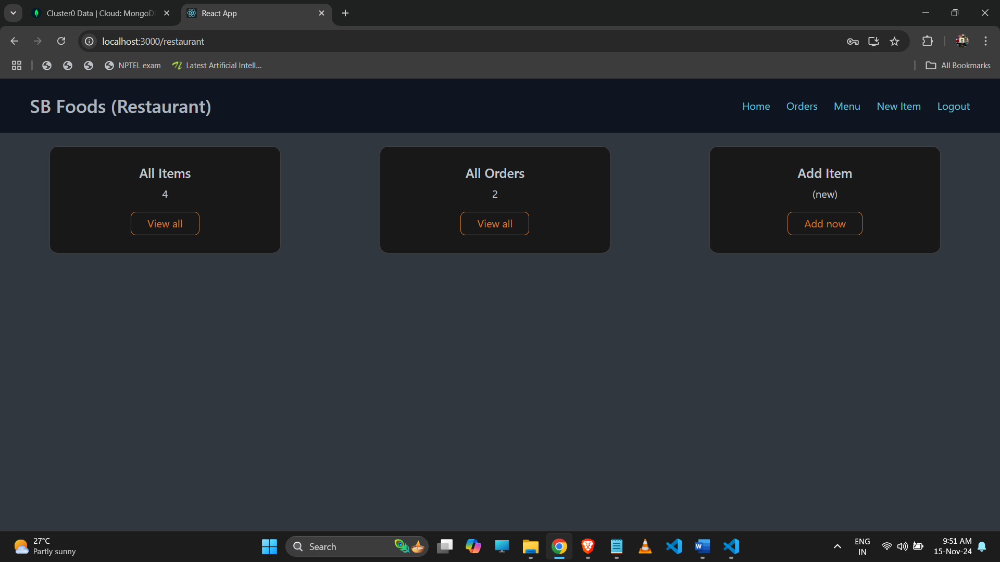 Cluster0 Data | Cloud: MongoD
React App
localhost:3000/restaurant
NPTEL exam
Latest Artificial Intell...
All Bookmarks
SB Foods (Restaurant)
Home
Orders
Menu
New Item
Logout
All Items
4
View all
All Orders
2
View all
Add Item
(new)
Add now
27°C
Partly sunny
Search
ENG
IN
9:51 AM
15-Nov-24